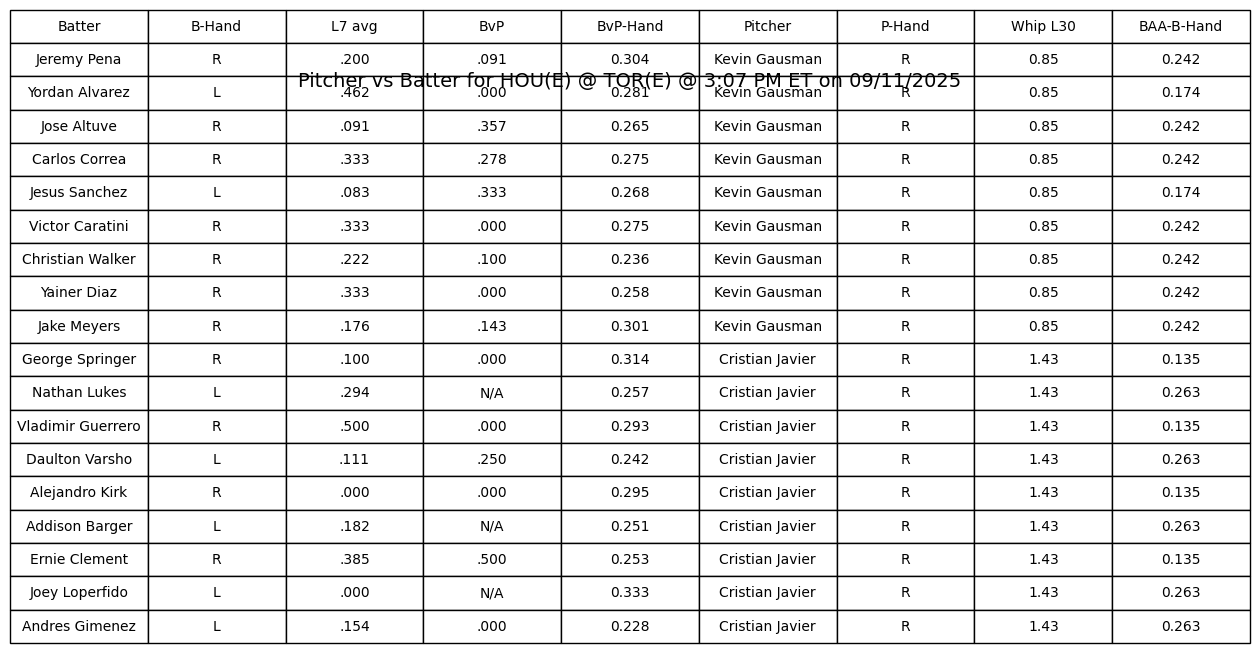 Batter B-Hand L7 avg BvP BvP-Hand Pitcher P-Hand Whip L30 BAA-B-Hand
Jeremy Pena R .200 .091 0.304 Kevin Gausman R 0.85 0.242
Pitcher vs Batter for HOU(E) @ TOR(E) @ 3:07 PM ET on 09/11/2025
Yordan Alvarez L .462 .000 0.281 Kevin Gausman R 0.85 0.174
Jose Altuve R .091 .357 0.265 Kevin Gausman R 0.85 0.242
Carlos Correa R .333 .278 0.275 Kevin Gausman R 0.85 0.242
Jesus Sanchez L .083 .333 0.268 Kevin Gausman R 0.85 0.174
Victor Caratini R .333 .000 0.275 Kevin Gausman R 0.85 0.242
Christian Walker R .222 .100 0.236 Kevin Gausman R 0.85 0.242
Yainer Diaz R .333 .000 0.258 Kevin Gausman R 0.85 0.242
Jake Meyers R .176 .143 0.301 Kevin Gausman R 0.85 0.242
George Springer R .100 .000 0.314 Cristian Javier R 1.43 0.135
Nathan Lukes L .294 N/A 0.257 Cristian Javier R 1.43 0.263
Vladimir Guerrero R .500 .000 0.293 Cristian Javier R 1.43 0.135
Daulton Varsho L .111 .250 0.242 Cristian Javier R 1.43 0.263
Alejandro Kirk R .000 .000 0.295 Cristian Javier R 1.43 0.135
Addison Barger L .182 N/A 0.251 Cristian Javier R 1.43 0.263
Ernie Clement R .385 .500 0.253 Cristian Javier R 1.43 0.135
Joey Loperfido L .000 N/A 0.333 Cristian Javier R 1.43 0.263
Andres Gimenez L .154 .000 0.228 Cristian Javier R 1.43 0.263